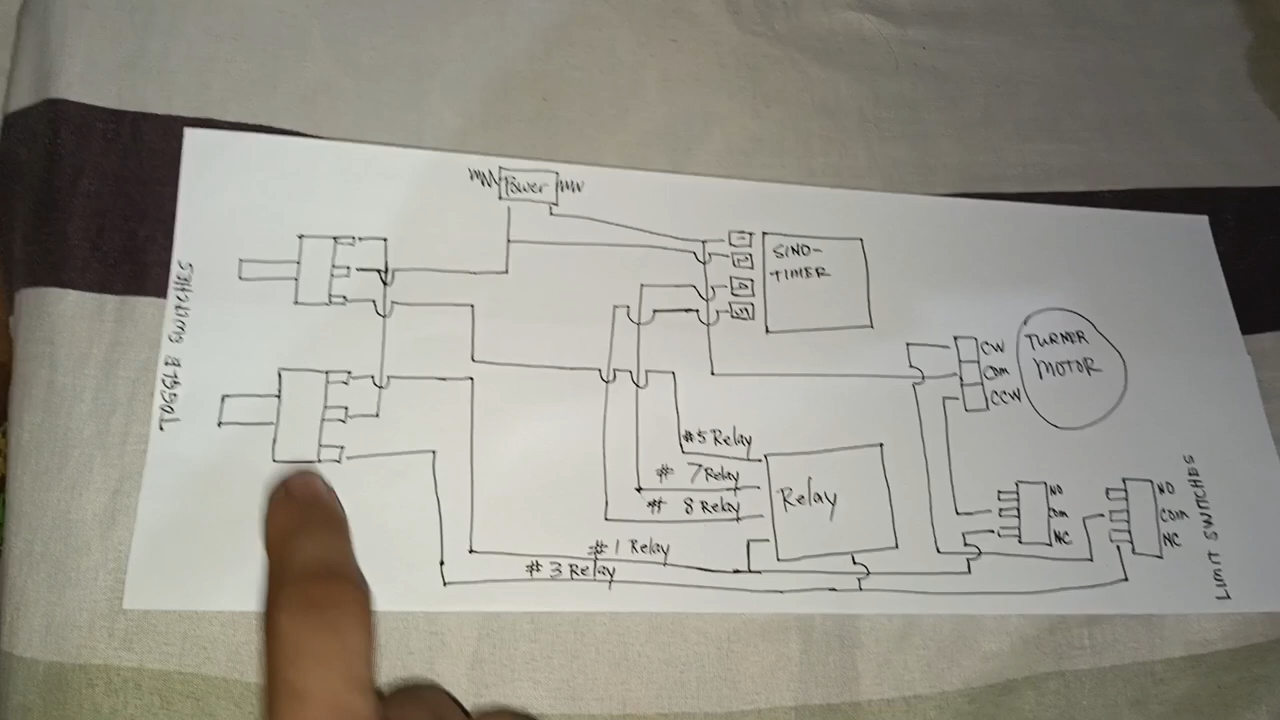 Power
SINO-
TIMER
TOGGLE SWITCHES
CW
Com
CCW
TURNER
MOTOR
#5 Relay
# 7 Relay
# 8 Relay
# 1 Relay
# 3 Relay
Relay
NO
Com
NC
NO
COM
NC
LIMIT SWITCHES